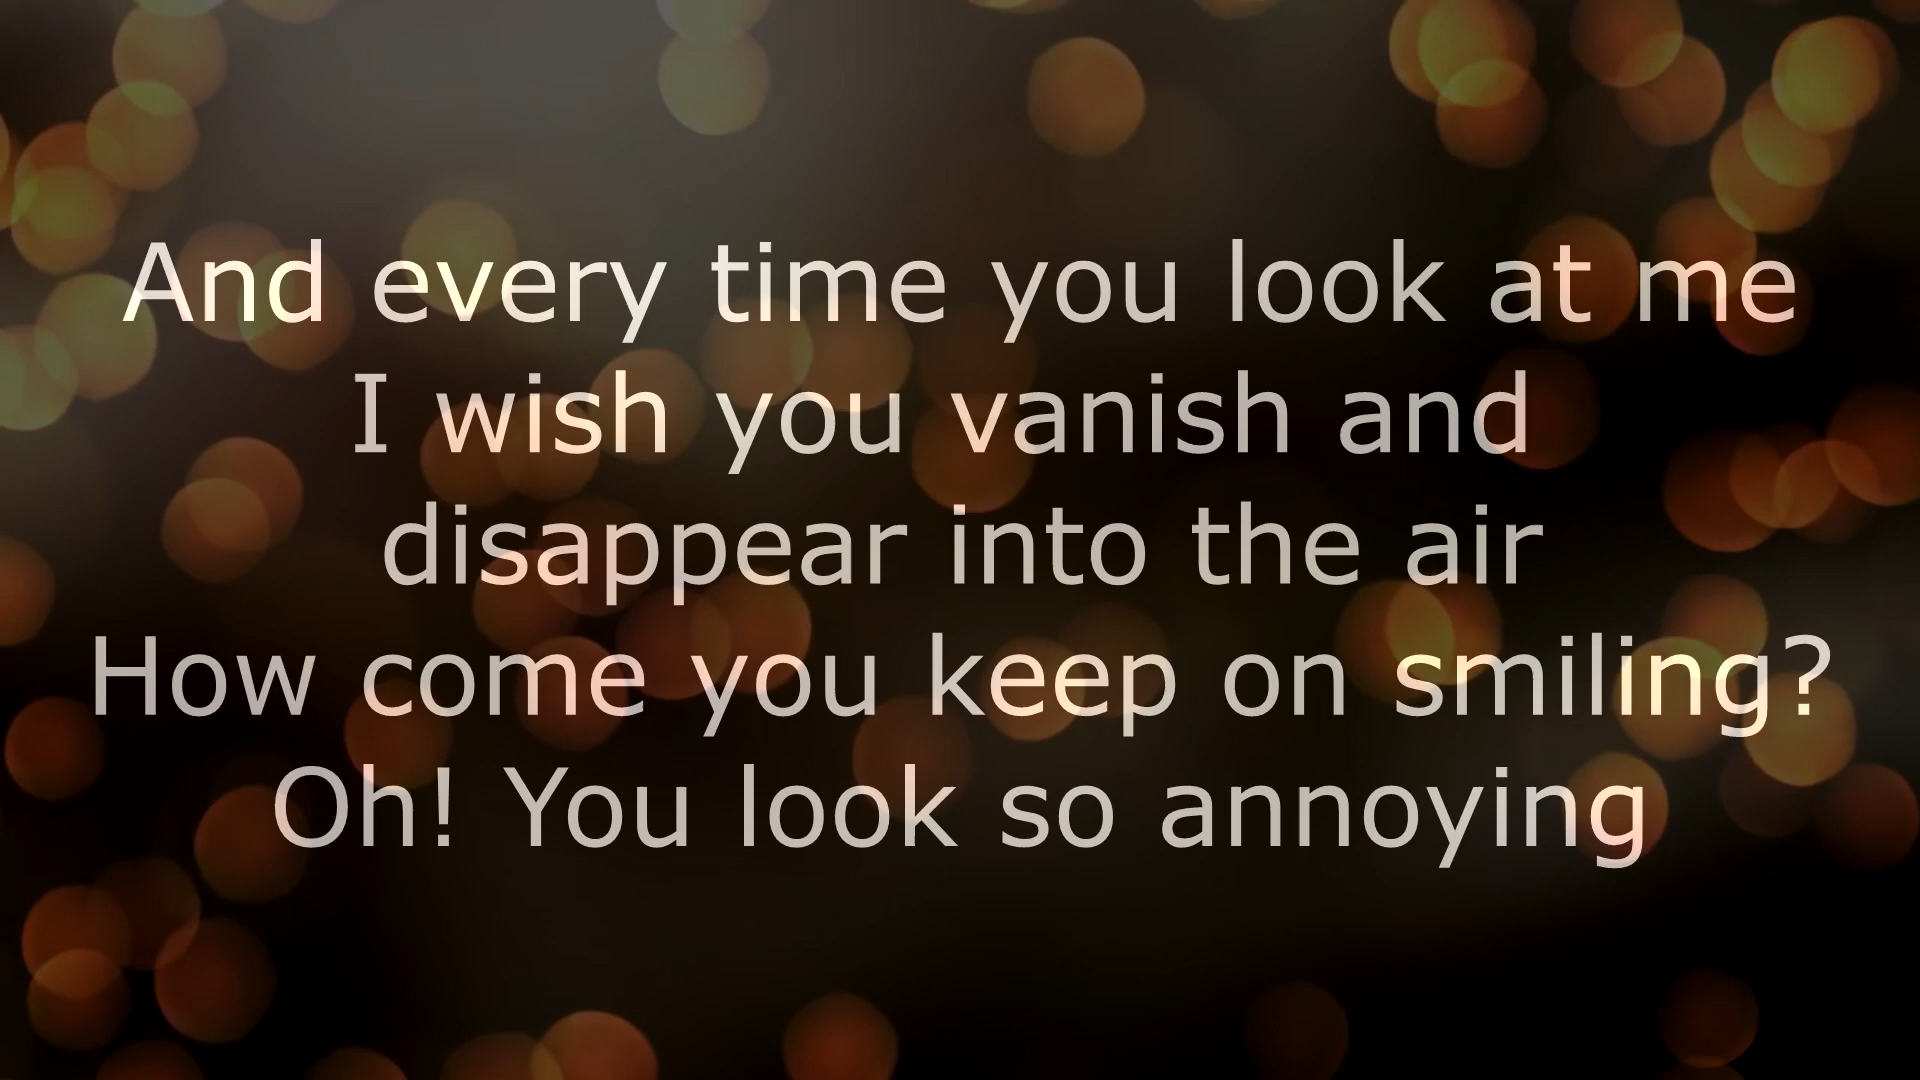 And every time you look at me
I wish you vanish and
disappear into the air
How come you keep on smiling?
Oh! You look so annoying